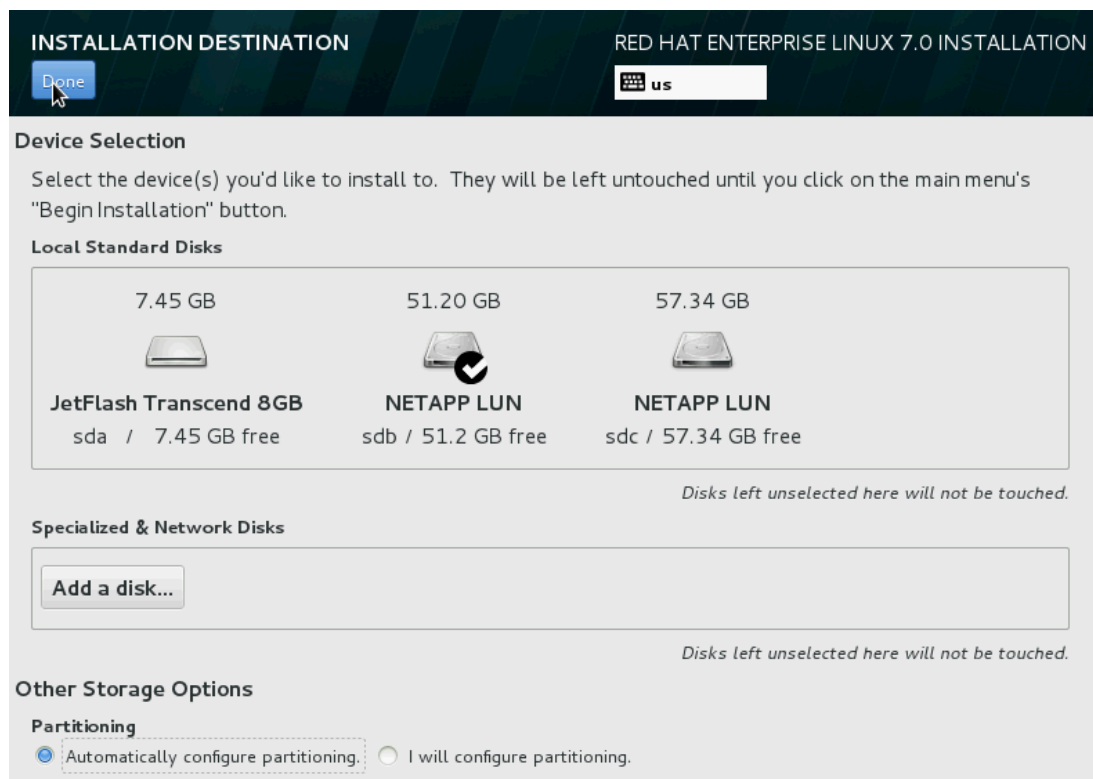 INSTALLATION DESTINATION
RED HAT ENTERPRISE LINUX 7.0 INSTALLATION
Done
us
Device Selection
Select the device(s) you'd like to install to. They will be left untouched until you click on the main menu's
"Begin Installation" button.
Local Standard Disks
7.45 GB
51.20 GB
57.34 GB
JetFlash Transcend 8GB
NETAPP LUN
NETAPP LUN
sda / 7.45 GB free
sdb / 51.2 GB free
sdc / 57.34 GB free
Disks left unselected here will not be touched.
Specialized & Network Disks
Add a disk...
Disks left unselected here will not be touched.
Other Storage Options
Partitioning
Automatically configure partitioning.
I will configure partitioning.